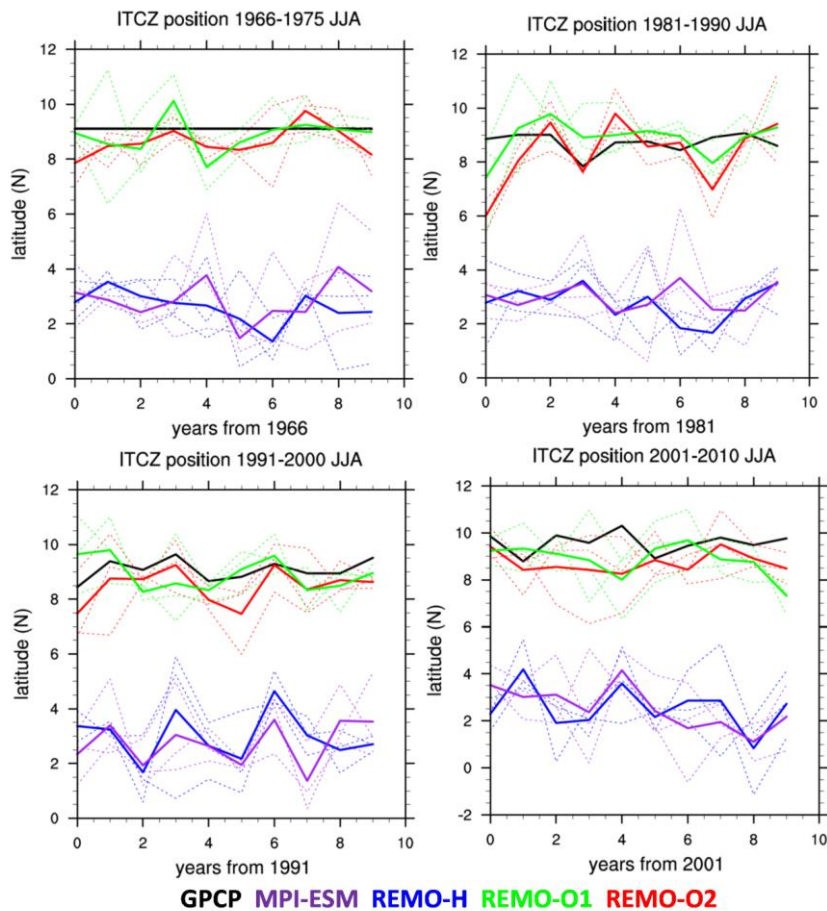 ITCZ position 1966-1975 JJA
12
10
8
6
4
2
0
latitude (N)
0 2 4 6 8 10
years from 1966
ITCZ position 1981-1990 JJA
12
10
8
6
4
2
0
latitude (N)
0 2 4 6 8 10
years from 1981
ITCZ position 1991-2000 JJA
12
10
8
6
4
2
0
latitude (N)
0 2 4 6 8 10
years from 1991
ITCZ position 2001-2010 JJA
12
10
8
6
4
2
0
-2
latitude (N)
0 2 4 6 8 10
years from 2001
GPCP MPI-ESM REMO-H REMO-O1 REMO-O2